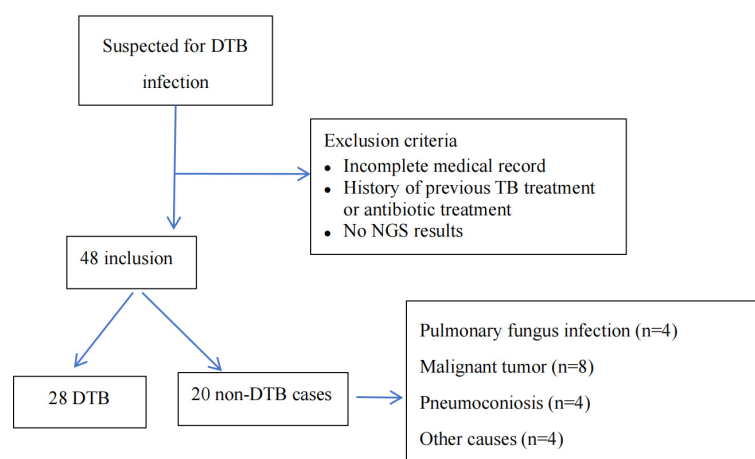 Suspected for DTB
infection
Exclusion criteria
• Incomplete medical record
• History of previous TB treatment
or antibiotic treatment
• No NGS results
48 inclusion
28 DTB
20 non-DTB cases
Pulmonary fungus infection (n=4)
Malignant tumor (n=8)
Pneumoconiosis (n=4)
Other causes (n=4)